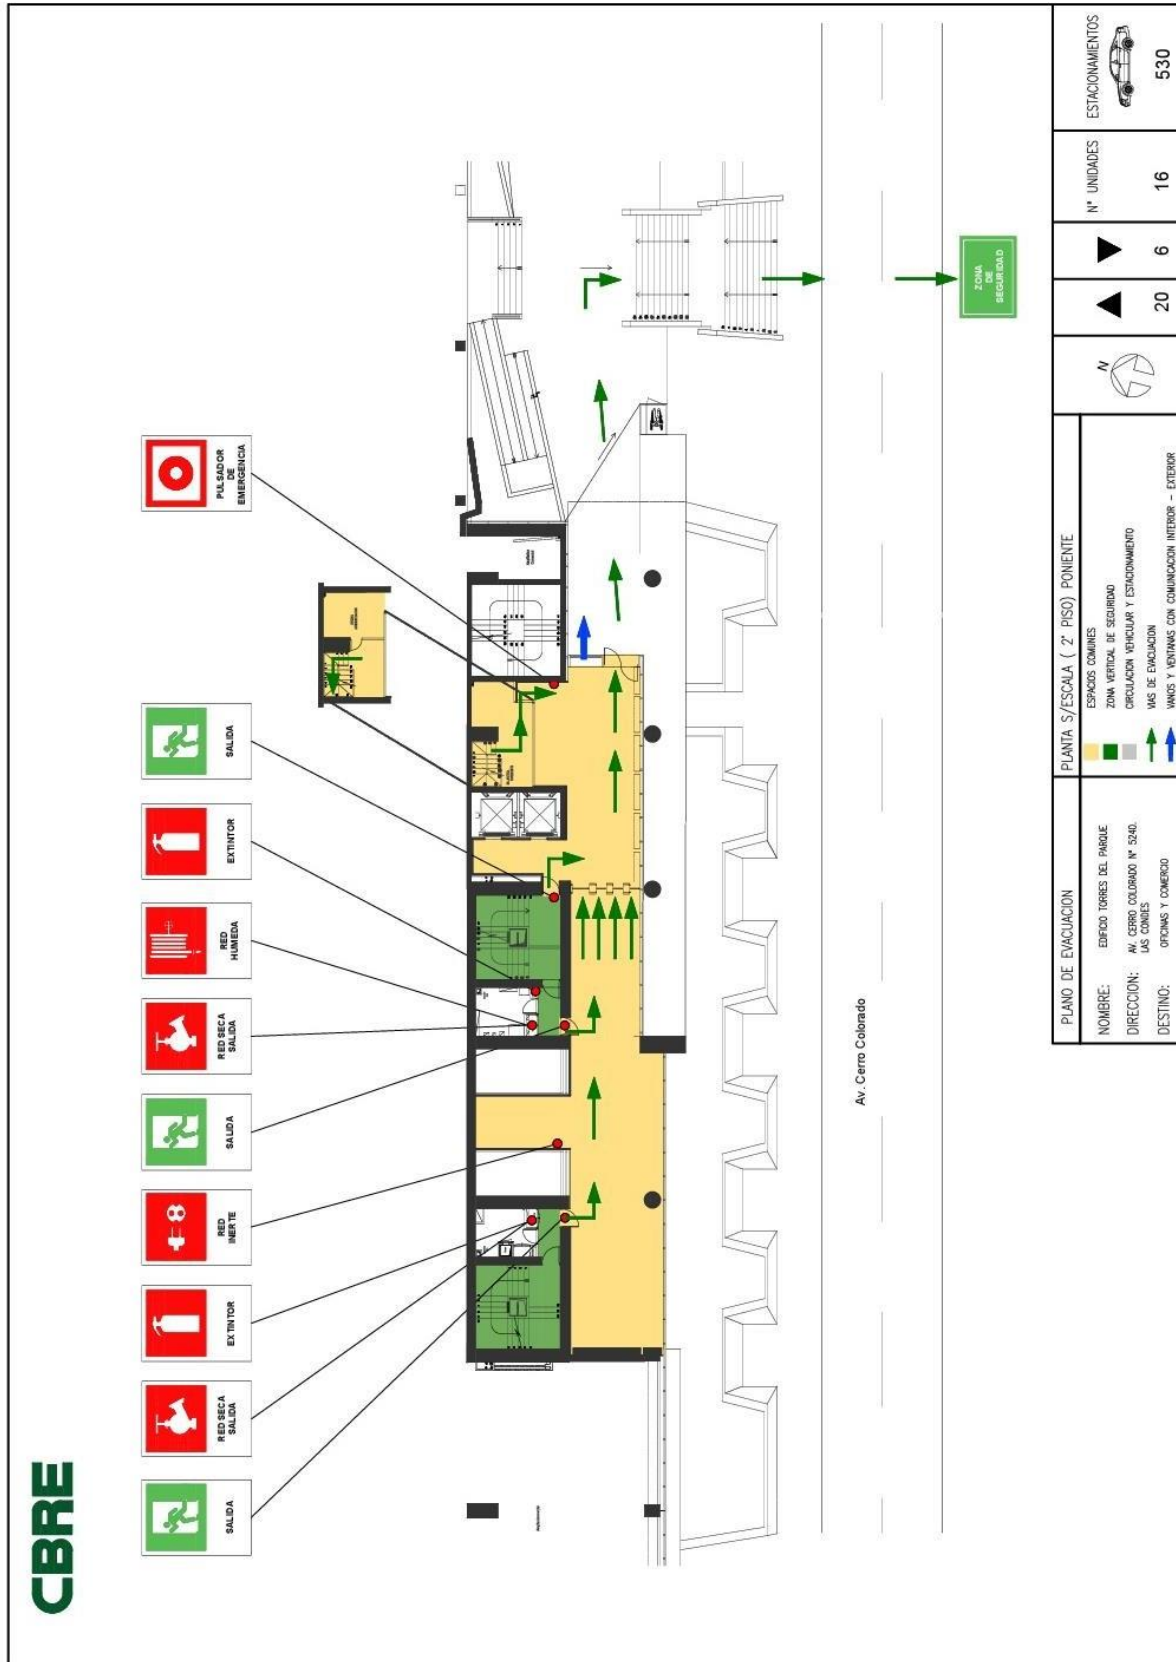 CBRE
SALIDA
RED SECA
SALIDA
EXTINTOR
RED
INERTE
SALIDA
RED SECA
SALIDA
RED
HUMEDA
EXTINTOR
SALIDA
PULSADOR
DE
EMERGENCIA
Av. Cerro Colorado
ZONA
DE
SEGURIDAD
PLANO DE EVACUACION
NOMBRE: EDIFICIO TORRES DEL PARQUE
DIRECCION: AV. CERRO COLORADO N° 5240.
LAS CONDES
DESTINO: OFICINAS Y COMERCIO
PLANTA S/ESCALA ( 2° PISO) PONIENTE
ESPACIOS COMUNES
ZONA VERTICAL DE SEGURIDAD
CIRCULACION VEHICULAR Y ESTACIONAMIENTO
VIAS DE EVACUACION
VANOS Y VENTANAS CON COMUNICACION INTERIOR - EXTERIOR
N
20
6
N° UNIDADES
16
ESTACIONAMIENTOS
530